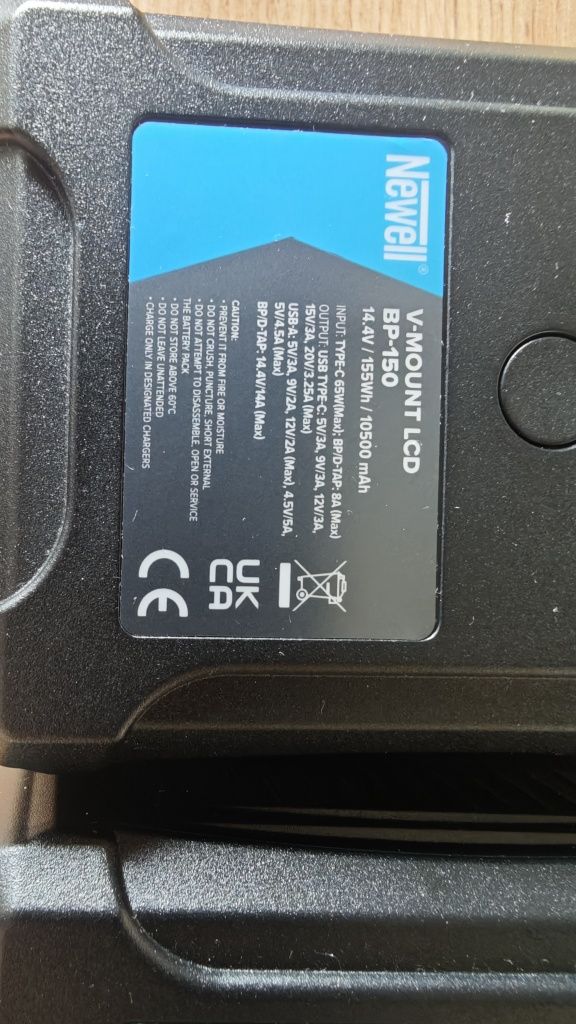 Newell®
V-MOUNT LCD
BP-150
14.4V / 155Wh / 10500 mAh
INPUT: TYPE-C 65W(Max); BP/D-TAP: 8A (Max)
OUTPUT: USB TYPE-C: 5V/3A, 9V/3A, 12V/3A,
15V/3A, 20V/3.25A (Max)
USB-A: 5V/3A, 9V/2A, 12V/2A (Max), 4.5V/5A,
5V/4.5A (Max)
BP/D-TAP: 14.4V/14A (Max)
CAUTION:
• PREVENT IT FROM FIRE OR MOISTURE
• DO NOT CRUSH, PUNCTURE, SHORT EXTERNAL
• DO NOT ATTEMPT TO DISASSEMBLE, OPEN OR SERVICE
THE BATTERY PACK
• DO NOT STORE ABOVE 60°C
• DO NOT LEAVE UNATTENDED
• CHARGE ONLY IN DESIGNATED CHARGERS
UK
CA
CE